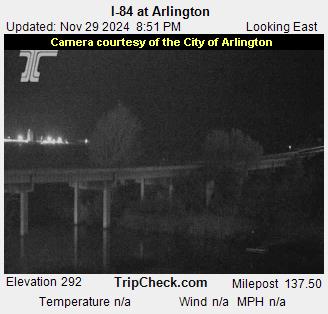 I-84 at Arlington
Updated: Nov 29 2024 8:51 PM Looking East
Camera courtesy of the City of Arlington
Elevation 292 TripCheck.com Milepost 137.50
Temperature n/a Wind n/a MPH n/a